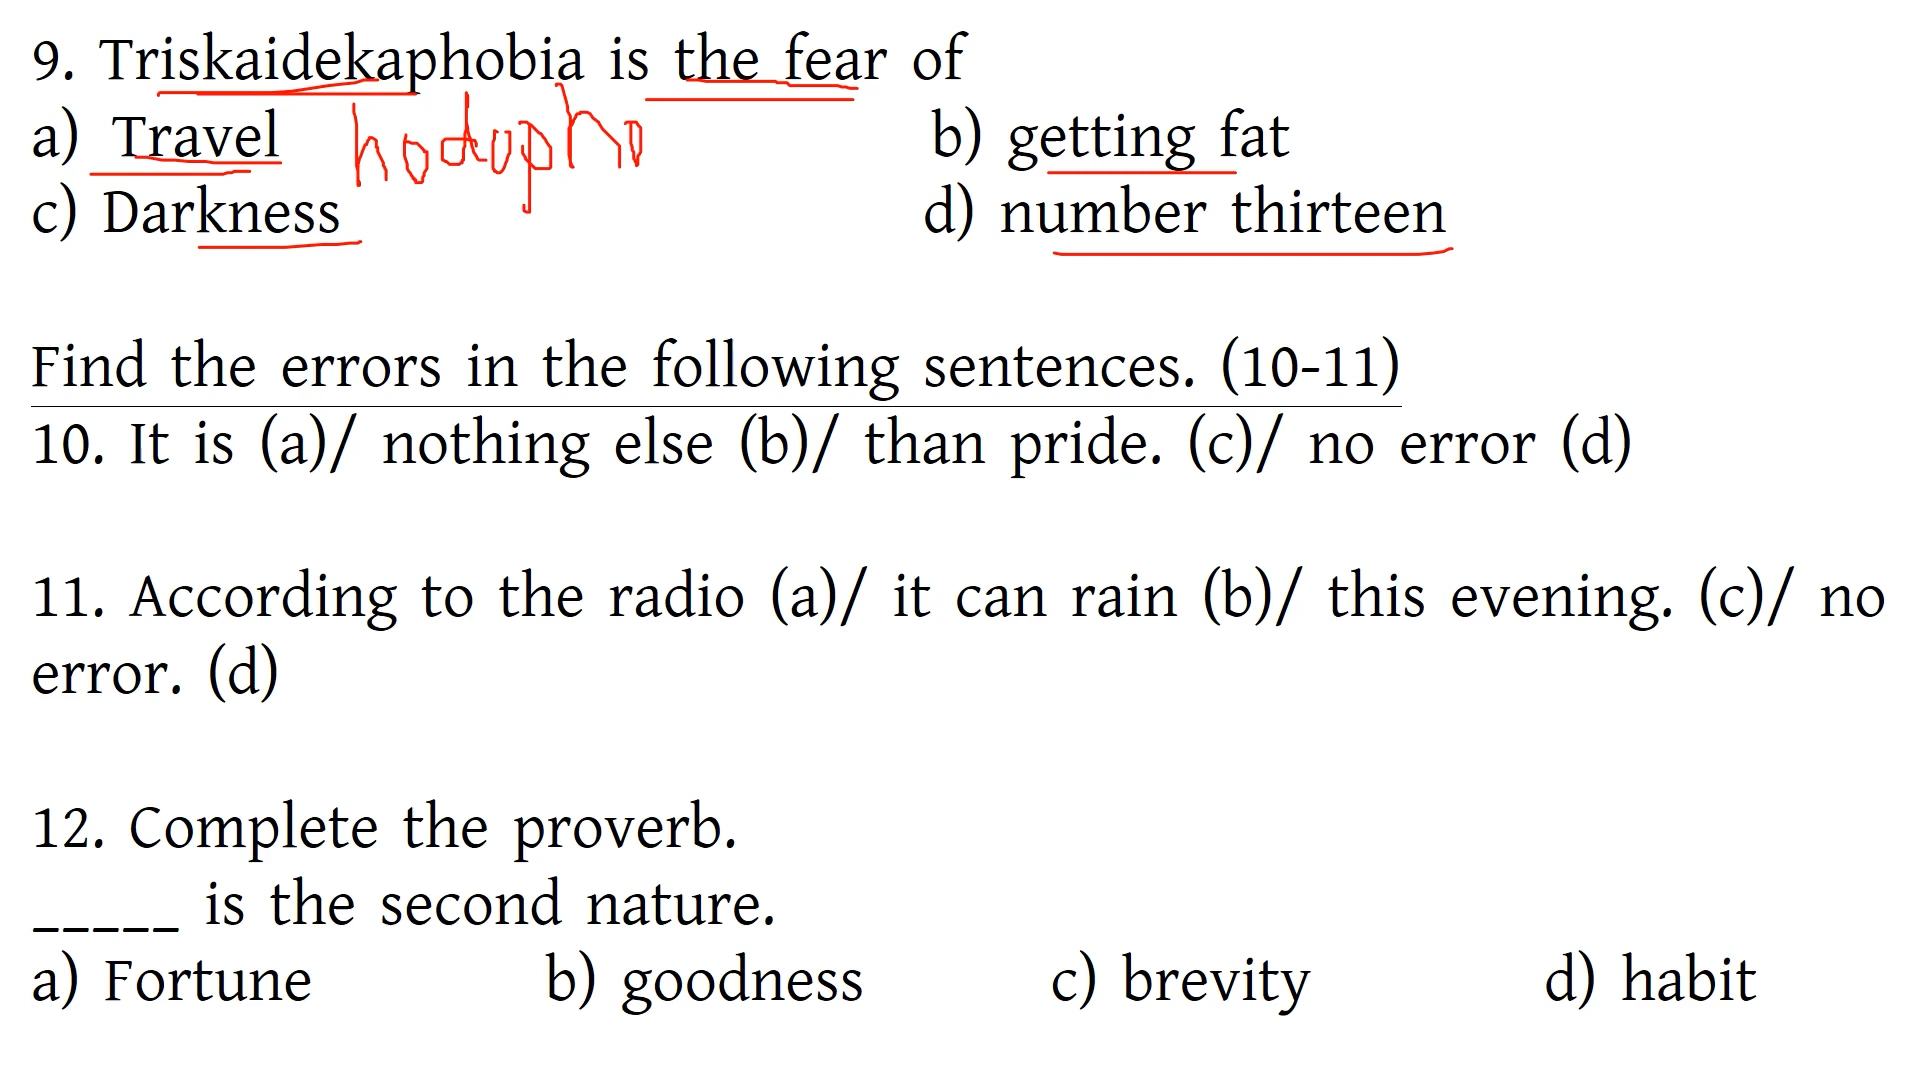 9. Triskaidekaphobia is the fear of
a) Travel hodopho b) getting fat
c) Darkness d) number thirteen
Find the errors in the following sentences. (10-11)
10. It is (a)/ nothing else (b)/ than pride. (c)/ no error (d)
11. According to the radio (a)/ it can rain (b)/ this evening. (c)/ no
error. (d)
12. Complete the proverb.
_____ is the second nature.
a) Fortune b) goodness c) brevity d) habit